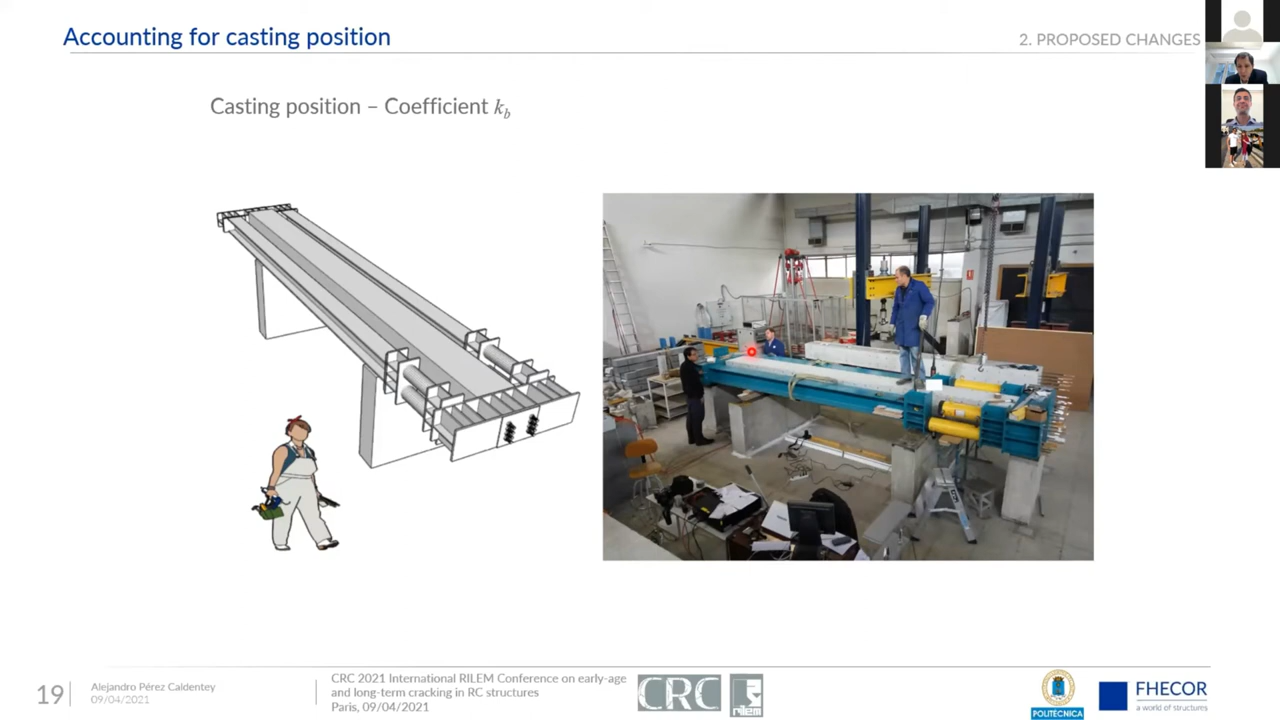 Accounting for casting position
2. PROPOSED CHANGES
Casting position – Coefficient k_b
19
Alejandro Pérez Caldentey
09/04/2021
CRC 2021 International RILEM Conference on early-age
and long-term cracking in RC structures
Paris, 09/04/2021
CRC
rilem
POLITÉCNICA
FHECOR
a world of structures